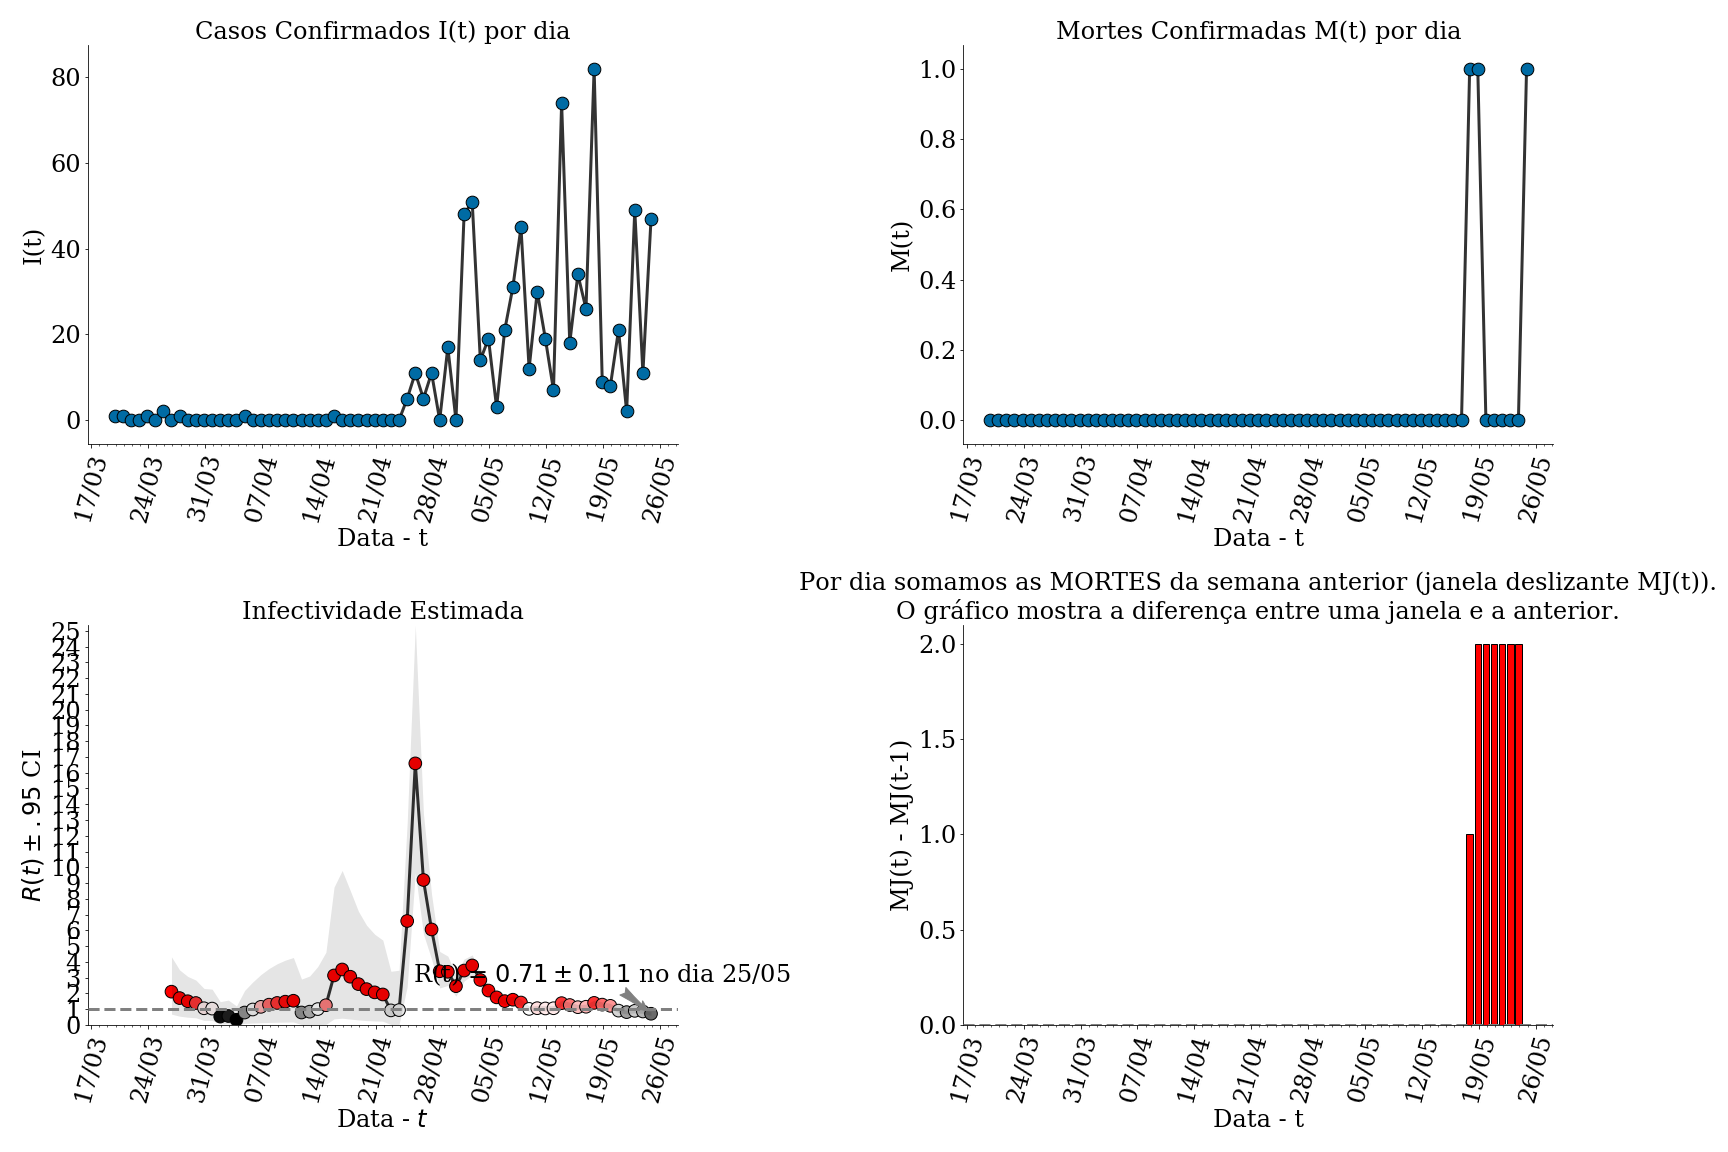 Casos Confirmados I(t) por dia
I(t)
80
60
40
20
0
17/03 24/03 31/03 07/04 14/04 21/04 28/04 05/05 12/05 19/05 26/05
Data - t
Mortes Confirmadas M(t) por dia
M(t)
1.0
0.8
0.6
0.4
0.2
0.0
17/03 24/03 31/03 07/04 14/04 21/04 28/04 05/05 12/05 19/05 26/05
Data - t
Infectividade Estimada
R(t) ± .95 CI
25
24
23
22
21
20
19
18
17
16
15
14
13
12
11
10
9
8
7
6
5
4
3
2
1
0
R(t) = 0.71 ± 0.11 no dia 25/05
17/03 24/03 31/03 07/04 14/04 21/04 28/04 05/05 12/05 19/05 26/05
Data - t
Por dia somamos as MORTES da semana anterior (janela deslizante MJ(t)).
O gráfico mostra a diferença entre uma janela e a anterior.
MJ(t) - MJ(t-1)
2.0
1.5
1.0
0.5
0.0
17/03 24/03 31/03 07/04 14/04 21/04 28/04 05/05 12/05 19/05 26/05
Data - t